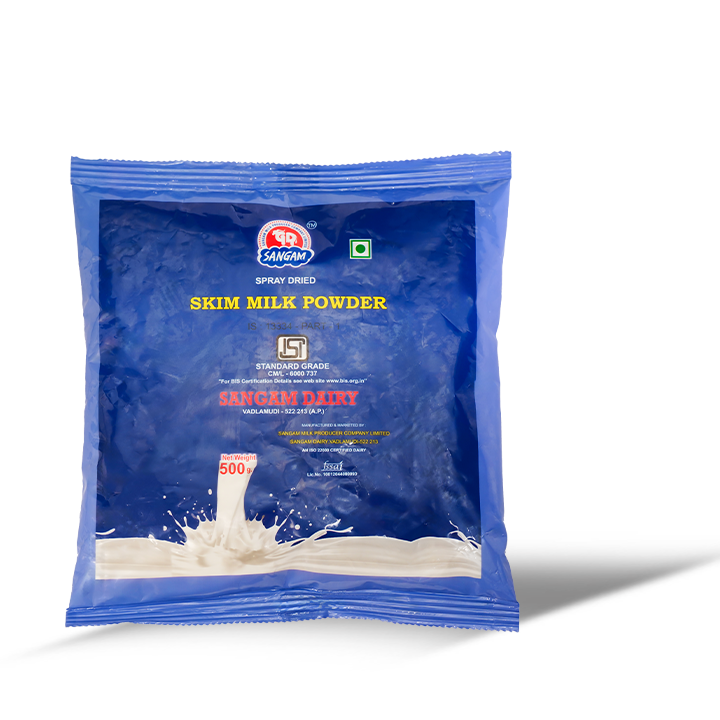 TM
SANGAM
SPRAY DRIED
SKIM MILK POWDER
STANDARD GRADE
CM/L - 6060 737
"For BIS Certification Details see web site www.bis.org.in"
SANGAM DAIRY
VADLAMUDI - 522 213 (A.P.)
MANUFACTURED & MARKETED BY
SANGAM MILK PRODUCER COMPANY LIMITED
SANGAM DAIRY, VADLAMUDI-522 213
AN ISO 22000 CERTIFIED DAIRY
fssai
Net Weight
500 g